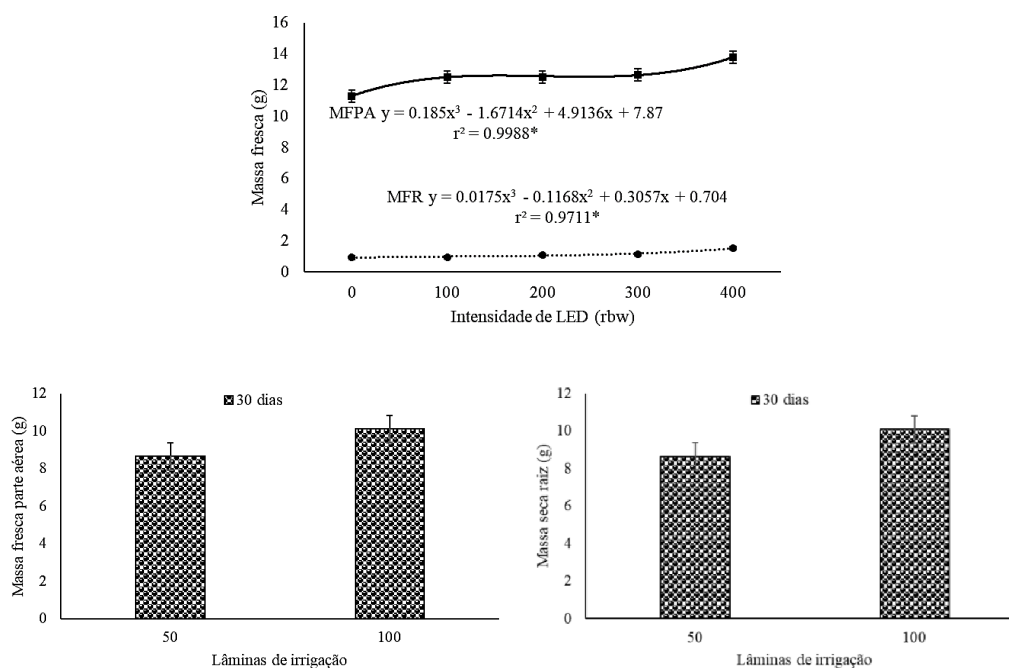 Massa fresca (g)
16
14
12
10
8
6
4
2
0
MFPA y = 0.185x³ - 1.6714x² + 4.9136x + 7.87
r² = 0.9988*
MFR y = 0.0175x³ - 0.1168x² + 0.3057x + 0.704
r² = 0.9711*
0 100 200 300 400
Intensidade de LED (rbw)
Massa fresca parte aérea (g)
12
10
8
6
4
2
0
30 dias
50 100
Lâminas de irrigação
Massa seca raiz (g)
12
10
8
6
4
2
0
30 dias
50 100
Lâminas de irrigação